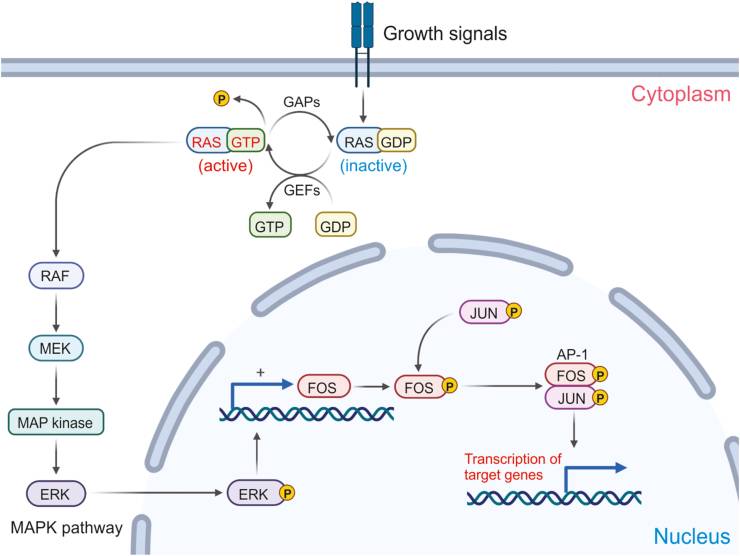 Growth signals
Cytoplasm
P
GAPs
RAS GTP
(active)
RAS GDP
(inactive)
GEFs
GTP
GDP
RAF
MEK
MAP kinase
ERK
MAPK pathway
ERK P
+
FOS
FOS P
JUN P
AP-1
FOS P
JUN P
Transcription of
target genes
Nucleus